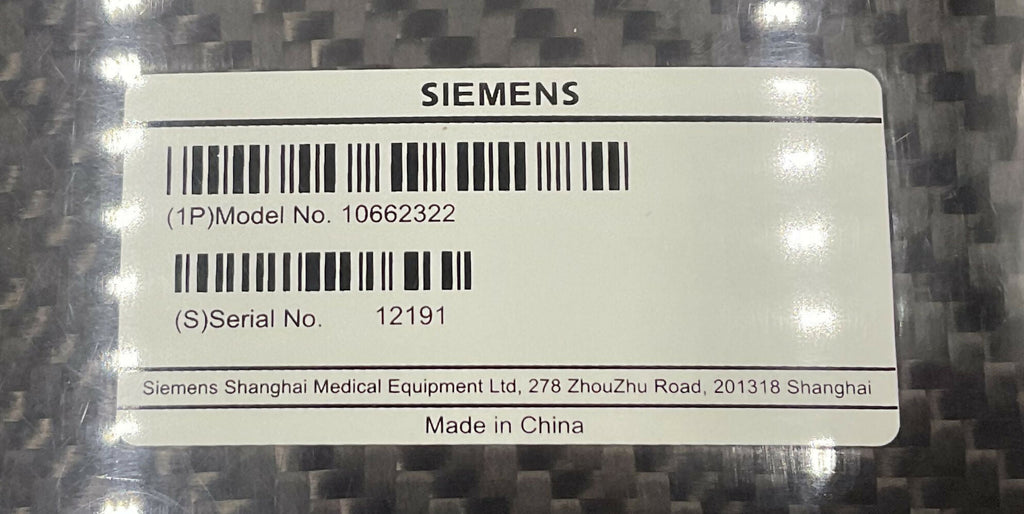 SIEMENS
(1P)Model No. 10662322
(S)Serial No. 12191
Siemens Shanghai Medical Equipment Ltd, 278 ZhouZhu Road, 201318 Shanghai
Made in China